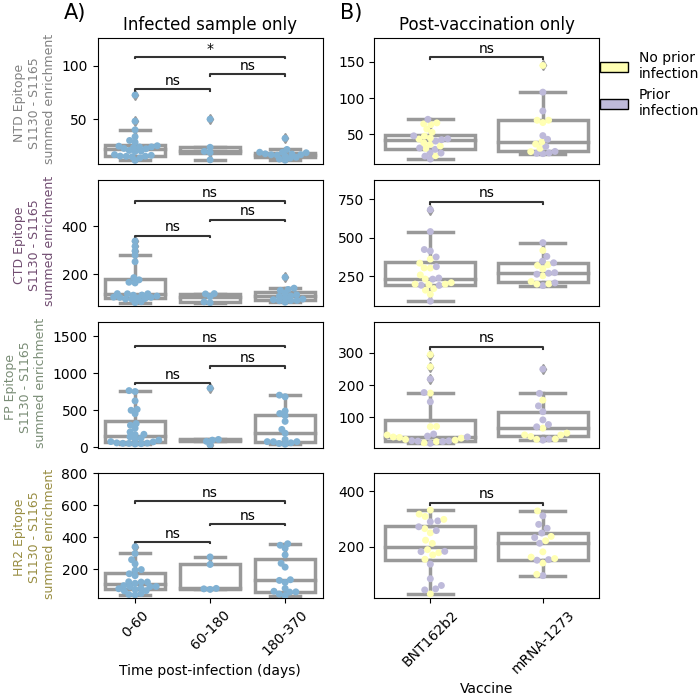 A)
Infected sample only
B)
Post-vaccination only
NTD Epitope
S1130 - S1165
summed enrichment
100
50
*
ns
ns
150
100
50
ns
No prior
infection
Prior
infection
CTD Epitope
S1130 - S1165
summed enrichment
400
200
ns
ns
ns
750
500
250
ns
FP Epitope
S1130 - S1165
summed enrichment
1500
1000
500
0
ns
ns
ns
300
200
100
ns
HR2 Epitope
S1130 - S1165
summed enrichment
800
600
400
200
ns
ns
ns
400
200
ns
0-60
60-180
180-370
Time post-infection (days)
BNT162b2
mRNA-1273
Vaccine